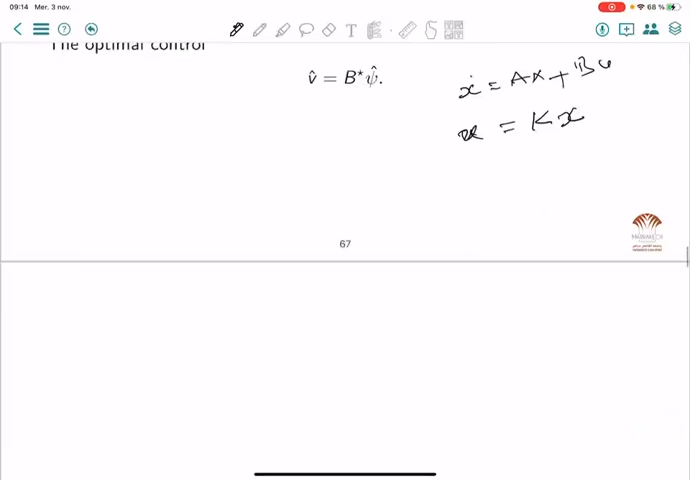 09:14 Mer. 3 nov.
68 %
The optimal control
v̂ = B*ψ̂.
ẋ = Ax + Bu
= Kx
67